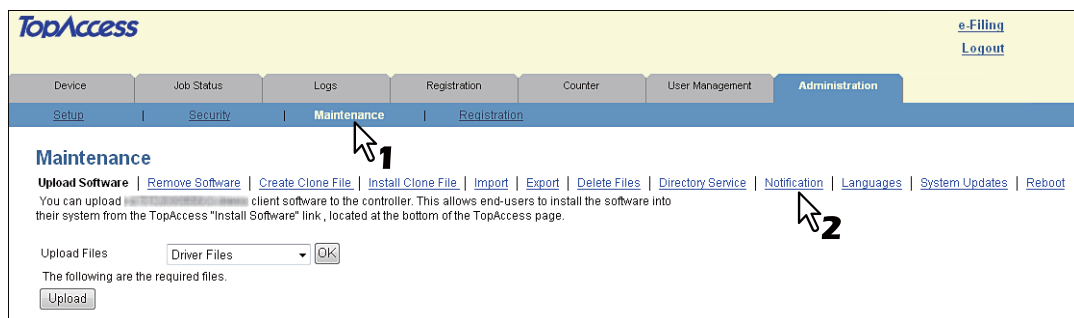 TopAccess
e-Filing
Logout
Device Job Status Logs Registration Counter User Management Administration
Setup | Security | Maintenance | Registration
1
Maintenance
Upload Software | Remove Software | Create Clone File | Install Clone File | Import | Export | Delete Files | Directory Service | Notification | Languages | System Updates | Reboot
2
You can upload client software to the controller. This allows end-users to install the software into
their system from the TopAccess "Install Software" link , located at the bottom of the TopAccess page.
Upload Files Driver Files OK
The following are the required files.
Upload